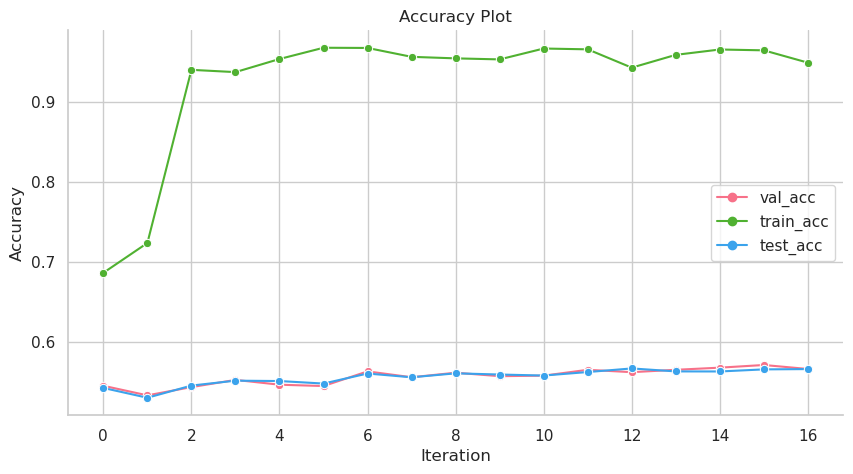 Accuracy Plot
Accuracy
0.9
0.8
0.7
0.6
val_acc
train_acc
test_acc
0 2 4 6 8 10 12 14 16
Iteration